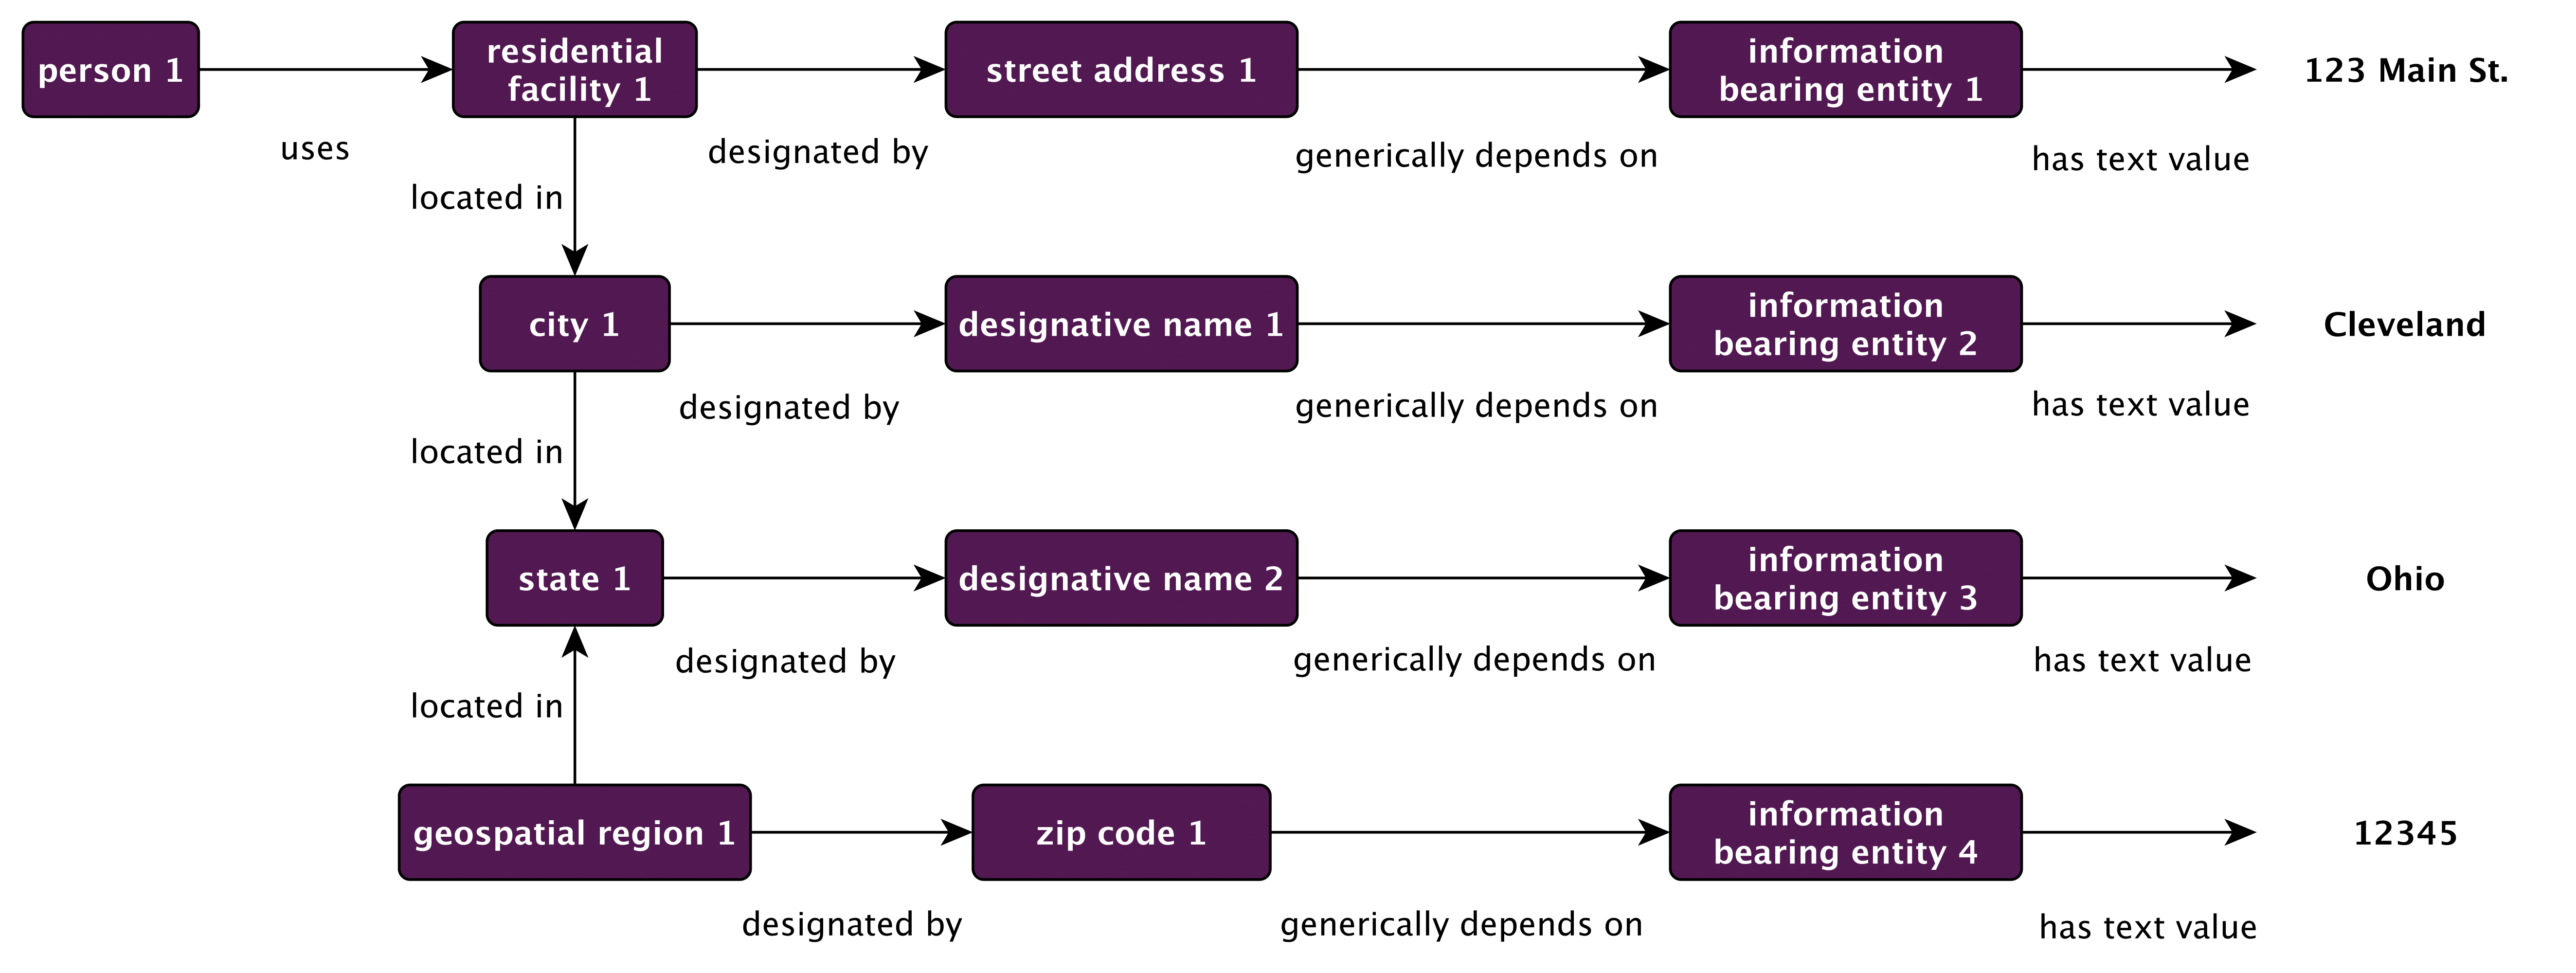 person 1
residential
facility 1
street address 1
information
bearing entity 1
123 Main St.
uses
designated by
generically depends on
has text value
located in
city 1
designative name 1
information
bearing entity 2
Cleveland
designated by
generically depends on
has text value
located in
state 1
designative name 2
information
bearing entity 3
Ohio
designated by
generically depends on
has text value
located in
geospatial region 1
zip code 1
information
bearing entity 4
12345
designated by
generically depends on
has text value